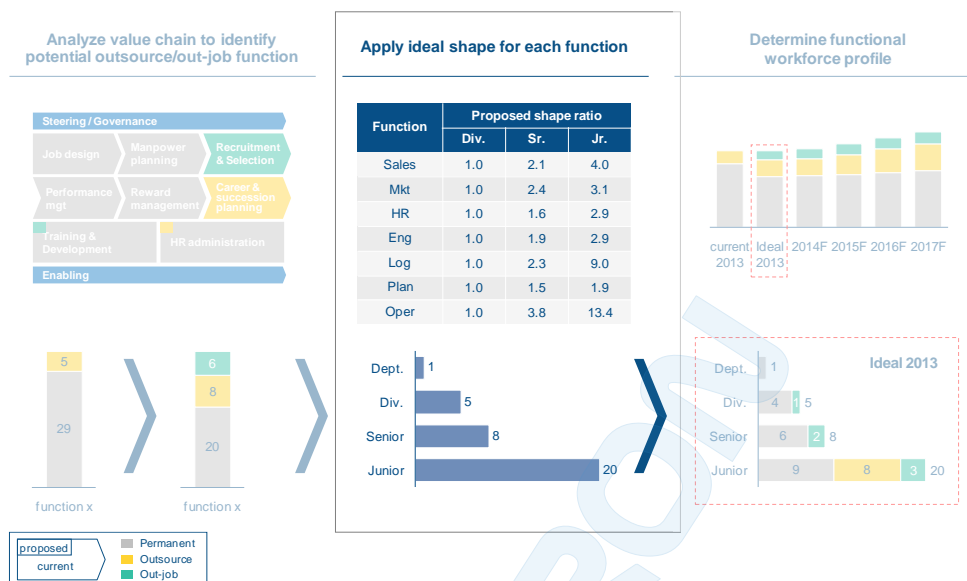 Analyze value chain to identify
potential outsource/out-job function
Steering / Governance
Job design
Manpower
planning
Recruitment
& Selection
Performance
mgt
Reward
management
Career &
succession
planning
Training &
Development
HR administration
Enabling
5
29
function x
6
8
20
function x
proposed
current
Permanent
Outsource
Out-job
Apply ideal shape for each function
Function Proposed shape ratio
Div. Sr. Jr.
Sales 1.0 2.1 4.0
Mkt 1.0 2.4 3.1
HR 1.0 1.6 2.9
Eng 1.0 1.9 2.9
Log 1.0 2.3 9.0
Plan 1.0 1.5 1.9
Oper 1.0 3.8 13.4
Dept. 1
Div. 5
Senior 8
Junior 20
Determine functional
workforce profile
current Ideal 2014F 2015F 2016F 2017F
2013 2013
Ideal 2013
Dept. 1
Div. 4 1 5
Senior 6 2 8
Junior 9 8 3 20